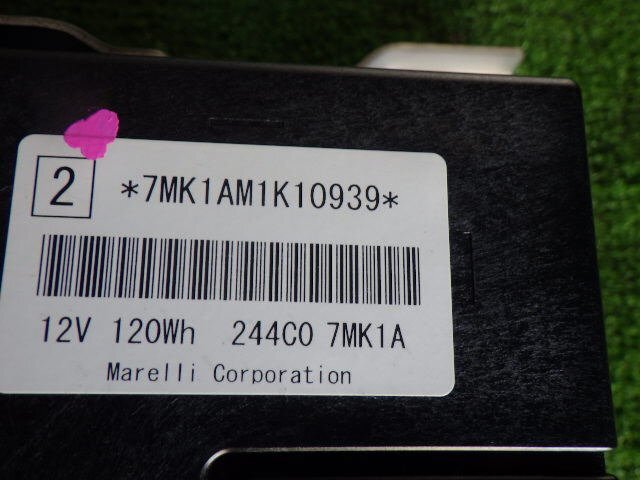 2 *7MK1AM1K10939*
12V 120Wh 244C0 7MK1A
Marelli Corporation